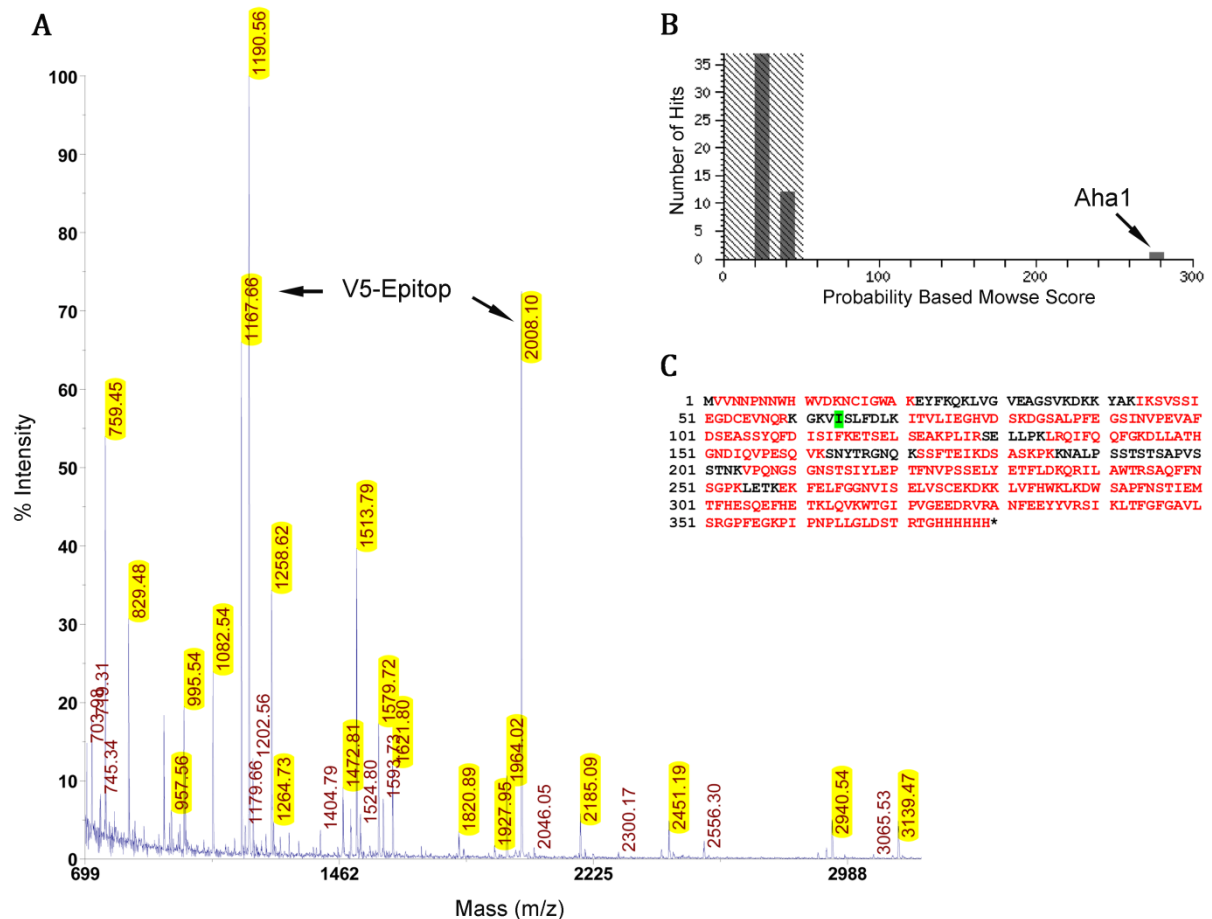 A
1190.56
1167.66
V5-Epitop
2008.10
759.45
829.48
703.98
719.31
745.34
957.56
995.54
1082.54
1179.66
1202.56
1258.62
1264.73
1404.79
1472.81
1513.79
1524.80
1579.72
1593.73
1621.80
1820.89
1927.95
1964.02
2046.05
2185.09
2300.17
2451.19
2556.30
2940.54
3065.53
3139.47
% Intensity
100
90
80
70
60
50
40
30
20
10
0
699 1462 2225 2988
Mass (m/z)
B
Number of Hits
35
30
25
20
15
10
5
0
Aha1
0 100 200 300
Probability Based Mowse Score
C
1 MVVNNPNNWH WVDKNCIGWA KEYFKQKLVG VEAGSVKDKK YAKIKSVSSI
51 EGDCEVNQRK GKVISLFDLK ITVLIEGHVD SKDGSALPFE GSINVPEVAF
101 DSEASSYQFD ISIFKETSEL SEAKPLIRSE LLPKLRQIFQ QFGKDLLATH
151 GNDIQVPESQ VKSNYTRGNQ KSSFTEIKDS ASKPKKNALP SSTSTSAPVS
201 STNKVPQNGS GNSTSIYLEP TFNVPSSELY ETFLDKQRIL AWTRSAQFFN
251 SGPKLETKEK FELFGGNVIS ELVSCEKDKK LVFHWKLKDW SAPFNSTIEM
301 TFHESQEFHE TKLQVKWTGI PVGEEDRVRA NFEEYYVRSI KLTFGFGAVL
351 SRGPFEGKPI PNPLLGLDST RTGHHHHHH*